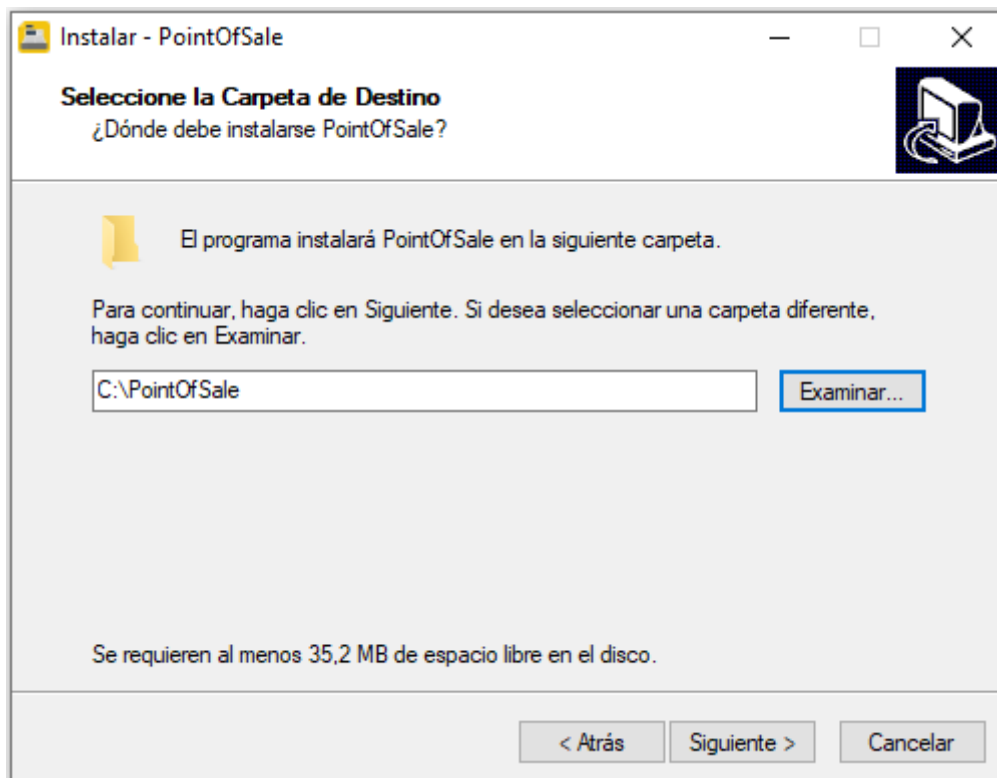 Instalar - PointOfSale
Seleccione la Carpeta de Destino
¿Dónde debe instalarse PointOfSale?
El programa instalará PointOfSale en la siguiente carpeta.
Para continuar, haga clic en Siguiente. Si desea seleccionar una carpeta diferente,
haga clic en Examinar.
C:\PointOfSale
Examinar...
Se requieren al menos 35,2 MB de espacio libre en el disco.
< Atrás
Siguiente >
Cancelar